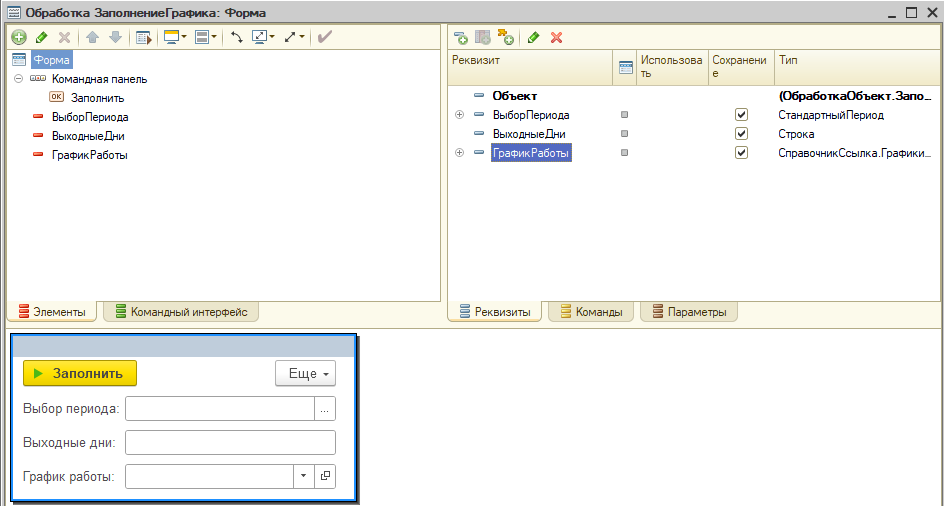 Обработка ЗаполнениеГрафика: Форма
Форма
Командная панель
OK Заполнить
ВыборПериода
ВыходныеДни
ГрафикРаботы
Элементы
Командный интерфейс
Реквизит
Использова
ть
Сохранени
е
Тип
Объект
(ОбработкаОбъект.Запо...
ВыборПериода
СтандартныйПериод
ВыходныеДни
Строка
ГрафикРаботы
СправочникСсылка.Графики...
Реквизиты
Команды
Параметры
Заполнить
Еще
Выбор периода:
...
Выходные дни:
График работы: